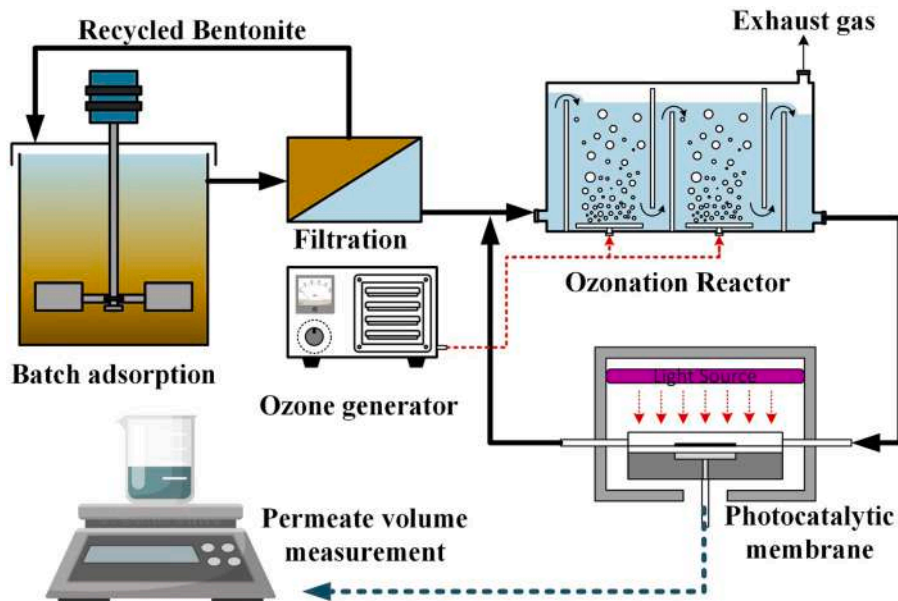 Recycled Bentonite
Exhaust gas
Filtration
Ozonation Reactor
Batch adsorption
Ozone generator
Light Source
Photocatalytic
membrane
Permeate volume
measurement